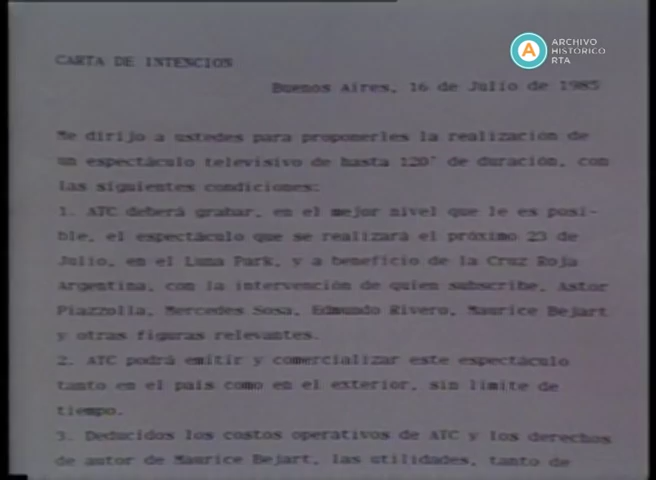 A ARCHIVO
HISTÓRICO
RTA
CARTA DE INTENCION
Buenos Aires, 16 de Julio de 1985
Me dirijo a ustedes para proponerles la realización de
un espectáculo televisivo de hasta 120' de duración, con
las siguientes condiciones:
1. ATC deberá grabar, en el mejor nivel que le es posi-
ble, el espectáculo que se realizará el próximo 23 de
Julio, en el Luna Park, y a beneficio de la Cruz Roja
Argentina, con la intervención de quien subscribe, Astor
Piazzolla, Mercedes Sosa, Edmundo Rivero, Maurice Bejart
y otras figuras relevantes.
2. ATC podrá emitir y comercializar este espectáculo
tanto en el país como en el exterior, sin límite de
tiempo.
3. Deducidos los costos operativos de ATC y los derechos
de autor de Maurice Bejart, las utilidades, tanto de